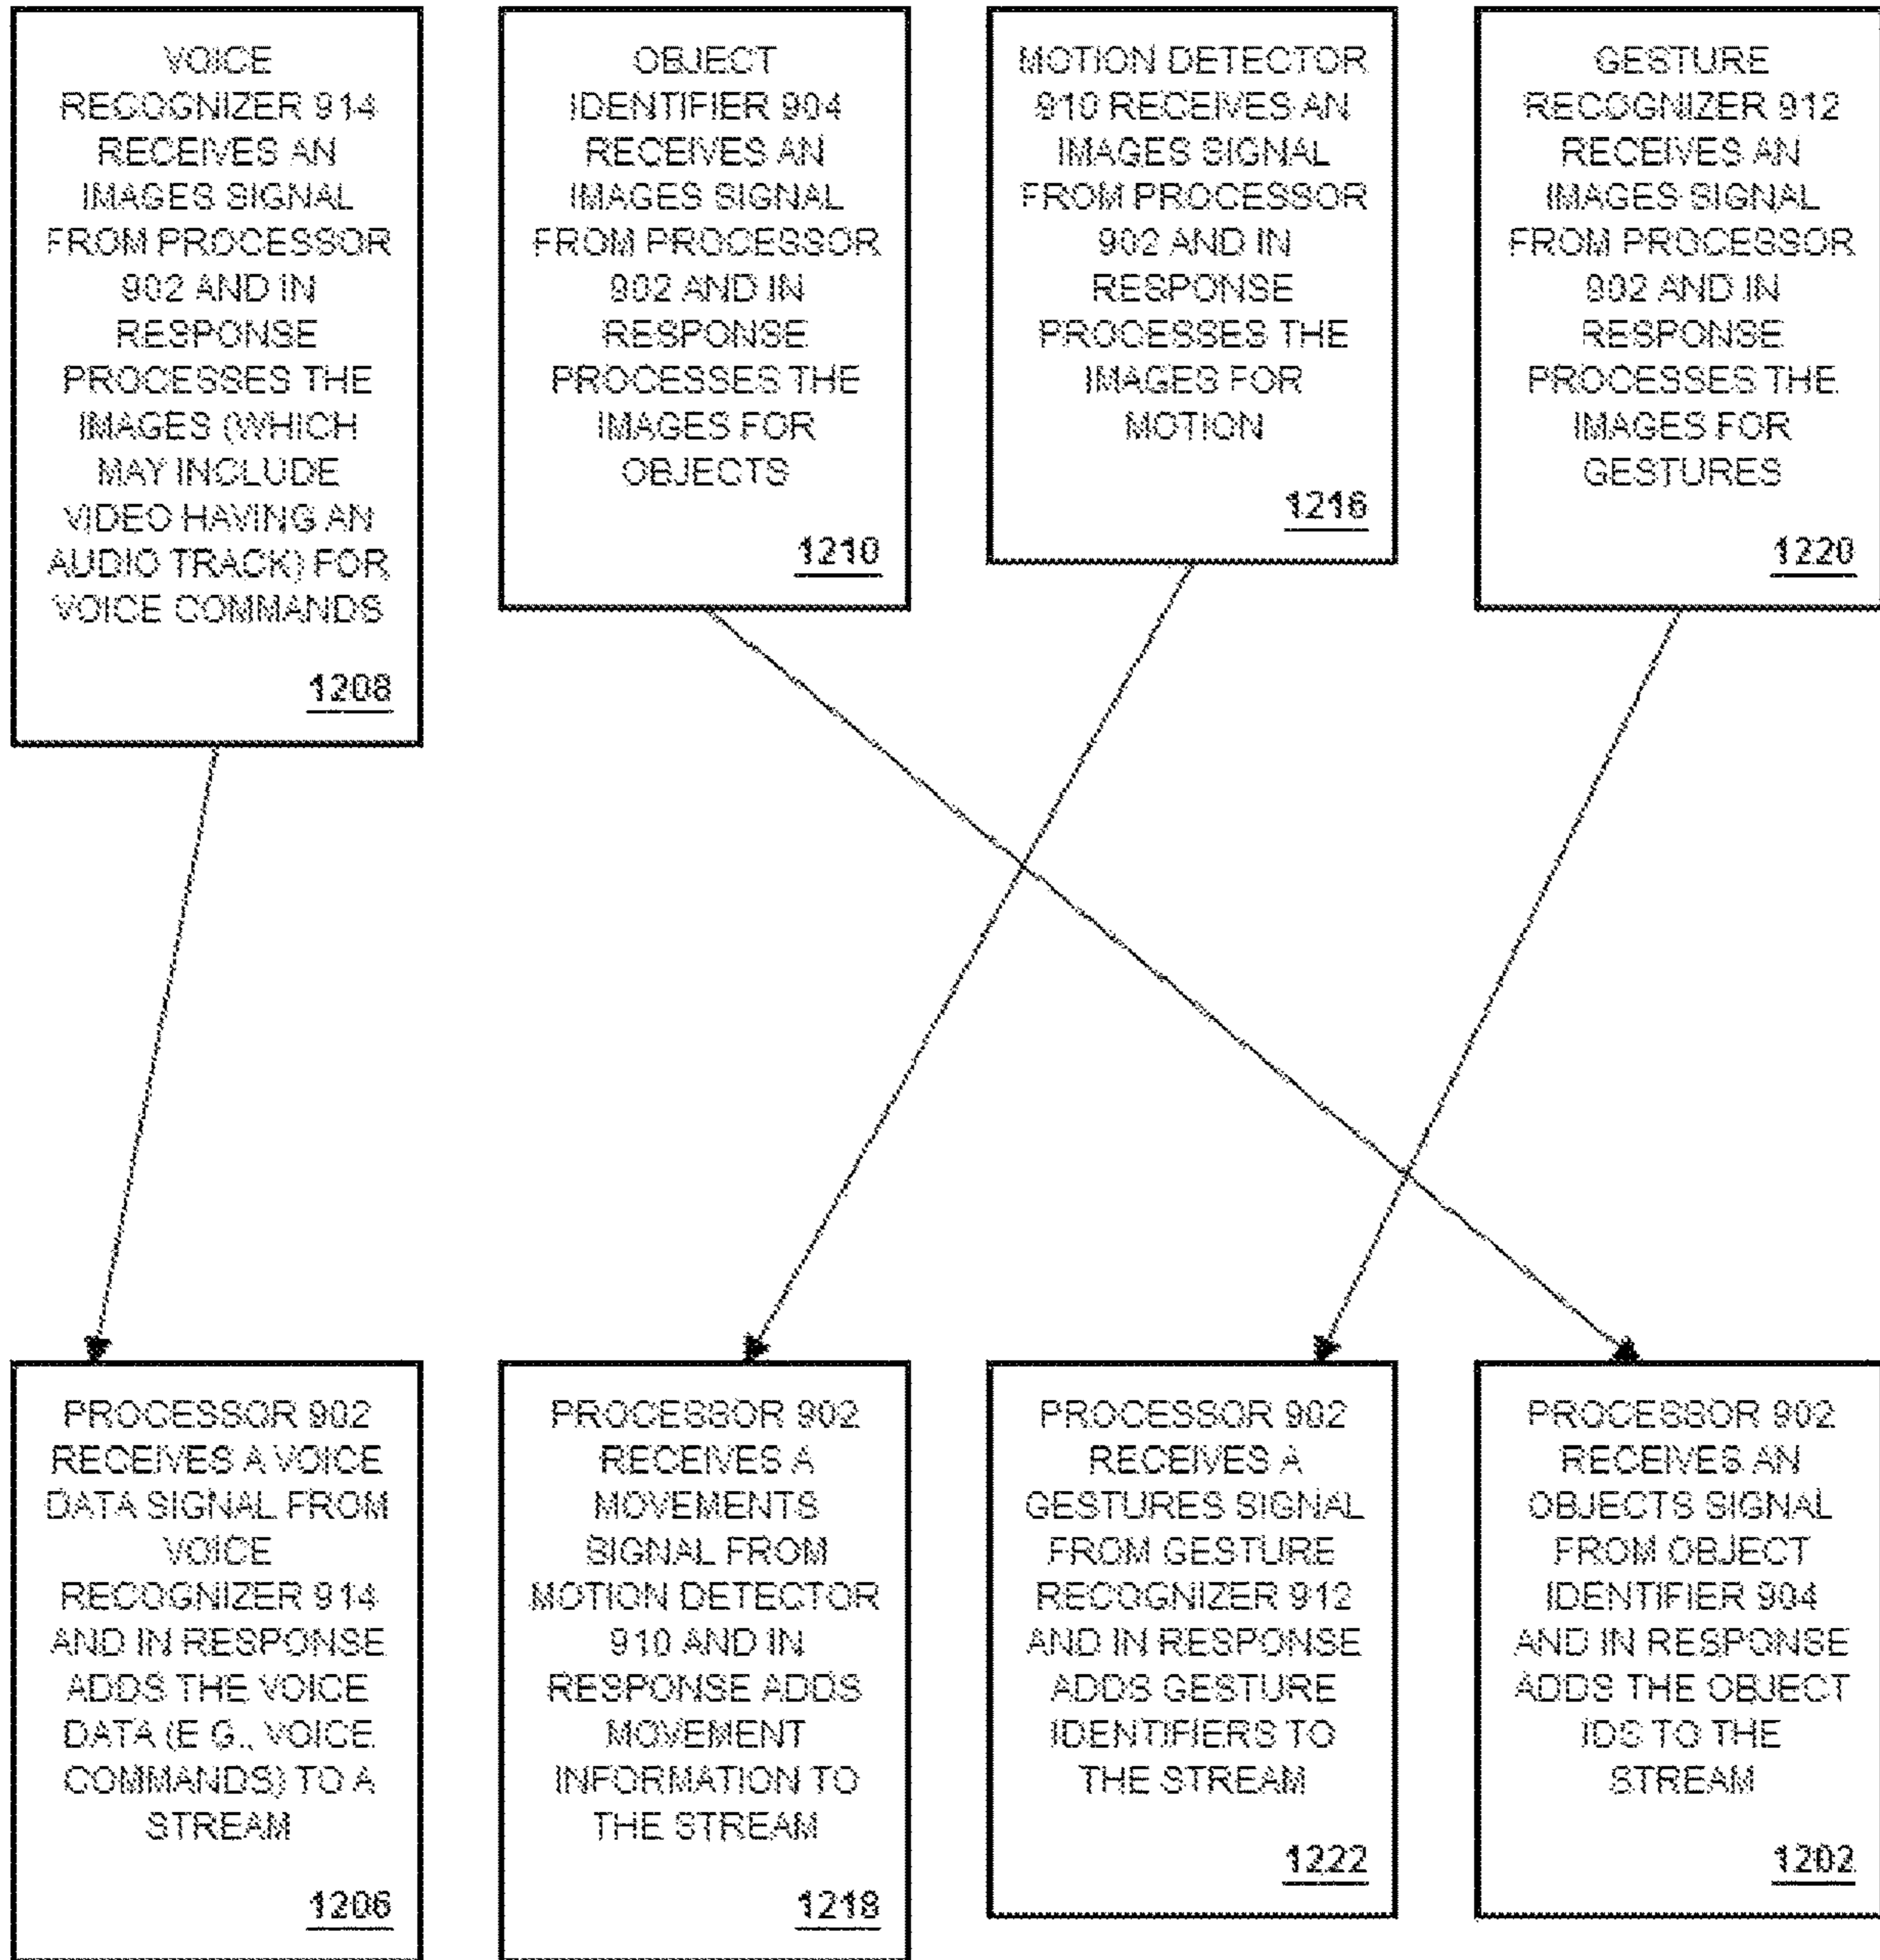 VOICE
RECOGNIZER 914
RECEIVES AN
IMAGES SIGNAL
FROM PROCESSOR
902 AND IN
RESPONSE
PROCESSES THE
IMAGES (WHICH
MAY INCLUDE
VIDEO HAVING AN
AUDIO TRACK) FOR
VOICE COMMANDS
1208
OBJECT
IDENTIFIER 904
RECEIVES AN
IMAGES SIGNAL
FROM PROCESSOR
902 AND IN
RESPONSE
PROCESSES THE
IMAGES FOR
OBJECTS
1210
MOTION DETECTOR
910 RECEIVES AN
IMAGES SIGNAL
FROM PROCESSOR
902 AND IN
RESPONSE
PROCESSES THE
IMAGES FOR
MOTION
1216
GESTURE
RECOGNIZER 912
RECEIVES AN
IMAGES SIGNAL
FROM PROCESSOR
902 AND IN
RESPONSE
PROCESSES THE
IMAGES FOR
GESTURES
1220
PROCESSOR 902
RECEIVES A VOICE
DATA SIGNAL FROM
VOICE
RECOGNIZER 914
AND IN RESPONSE
ADDS THE VOICE
DATA (E.G., VOICE
COMMANDS) TO A
STREAM
1206
PROCESSOR 902
RECEIVES A
MOVEMENTS
SIGNAL FROM
MOTION DETECTOR
910 AND IN
RESPONSE ADDS
MOVEMENT
INFORMATION TO
THE STREAM
1218
PROCESSOR 902
RECEIVES A
GESTURES SIGNAL
FROM GESTURE
RECOGNIZER 912
AND IN RESPONSE
ADDS GESTURE
IDENTIFIERS TO
THE STREAM
1222
PROCESSOR 902
RECEIVES AN
OBJECTS SIGNAL
FROM OBJECT
IDENTIFIER 904
AND IN RESPONSE
ADDS THE OBJECT
IDS TO THE
STREAM
1202